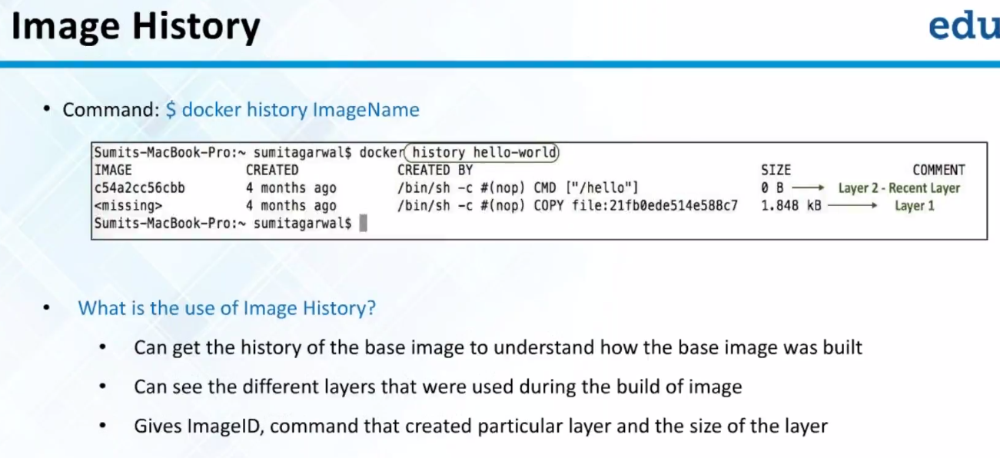 Image History
edu
• Command: $ docker history ImageName
Sumits-MacBook-Pro:~ sumitagarwal$ docker history hello-world
IMAGE CREATED CREATED BY SIZE COMMENT
c54a2cc56cbb 4 months ago /bin/sh -c #(nop) CMD ["/hello"] 0 B Layer 2 - Recent Layer
<missing> 4 months ago /bin/sh -c #(nop) COPY file:21fb0ede514e588c7 1.848 kB Layer 1
Sumits-MacBook-Pro:~ sumitagarwal$
• What is the use of Image History?
• Can get the history of the base image to understand how the base image was built
• Can see the different layers that were used during the build of image
• Gives ImageID, command that created particular layer and the size of the layer